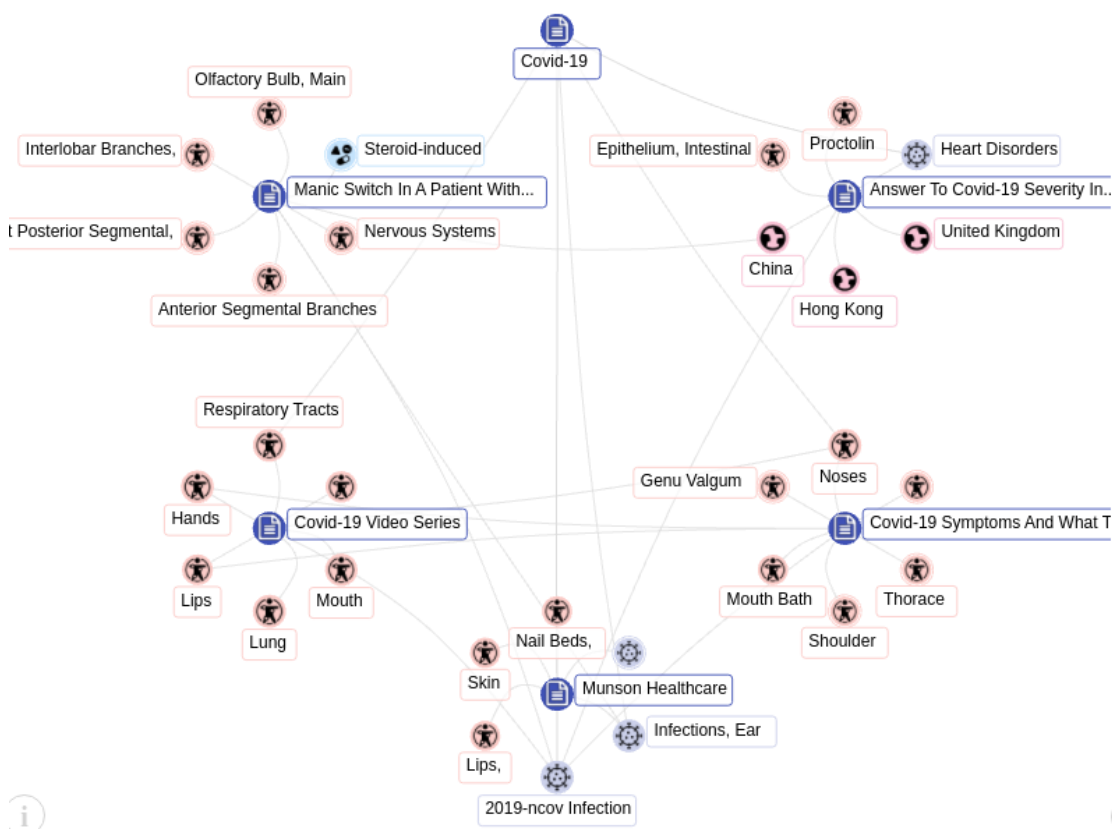 Covid-19
Olfactory Bulb, Main
Interlobar Branches,
Steroid-induced
Epithelium, Intestinal
Proctolin
Heart Disorders
Manic Switch In A Patient With...
Answer To Covid-19 Severity In...
t Posterior Segmental,
Nervous Systems
United Kingdom
China
Anterior Segmental Branches
Hong Kong
Respiratory Tracts
Genu Valgum
Noses
Hands
Covid-19 Video Series
Covid-19 Symptoms And What T
Lips
Mouth
Mouth Bath
Thorace
Lung
Nail Beds,
Shoulder
Skin
Munson Healthcare
Infections, Ear
Lips,
2019-ncov Infection
i